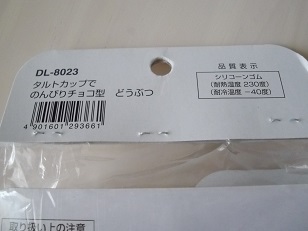 DL-8023
タルトカップで
のんびりチョコ型　どうぶつ
4 901601 293661
品質表示
シリコーンゴム
(耐熱温度 230度)
(耐冷温度 −40度)
取り扱い上の注意